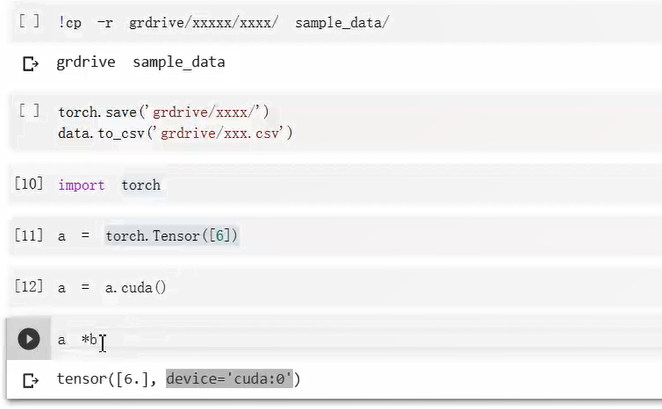 [ ] !cp -r grdrive/xxxxx/xxxx/ sample_data/
grdrive sample_data
[ ] torch.save('grdrive/xxxx/')
data.to_csv('grdrive/xxx.csv')
[10] import torch
[11] a = torch.Tensor([6])
[12] a = a.cuda()
a *b
tensor([6.], device='cuda:0')